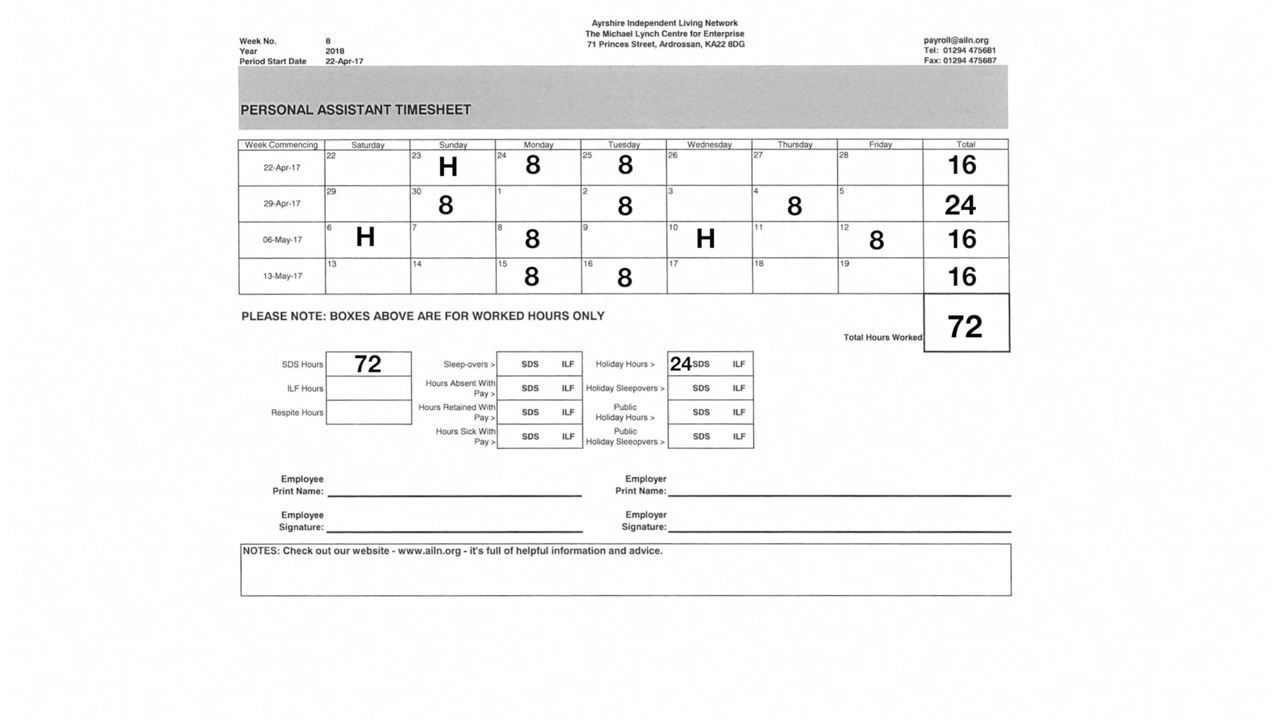 Ayrshire Independent Living Network
The Michael Lynch Centre for Enterprise
71 Princes Street, Ardrossan, KA22 8DG
Week No. 8
Year 2018
Period Start Date 22-Apr-17
payroll@ailn.org
Tel: 01294 475681
Fax: 01294 475687
PERSONAL ASSISTANT TIMESHEET
Week Commencing Saturday Sunday Monday Tuesday Wednesday Thursday Friday Total
22-Apr-17 22 23 H 24 8 25 8 26 27 28 16
29-Apr-17 29 30 8 1 2 8 3 4 8 5 24
06-May-17 6 H 7 8 8 9 10 H 11 12 8 16
13-May-17 13 14 15 8 16 8 17 18 19 16
PLEASE NOTE: BOXES ABOVE ARE FOR WORKED HOURS ONLY
Total Hours Worked 72
SDS Hours 72 Sleep-overs > SDS ILF Holiday Hours > 24 SDS ILF
ILF Hours Hours Absent With Pay > SDS ILF Holiday Sleepovers > SDS ILF
Respite Hours Hours Retained With Pay > SDS ILF Public Holiday Hours > SDS ILF
Hours Sick With Pay > SDS ILF Public Holiday Sleeopvers > SDS ILF
Employee Print Name: Employer Print Name:
Employee Signature: Employer Signature:
NOTES: Check out our website - www.ailn.org - it's full of helpful information and advice.